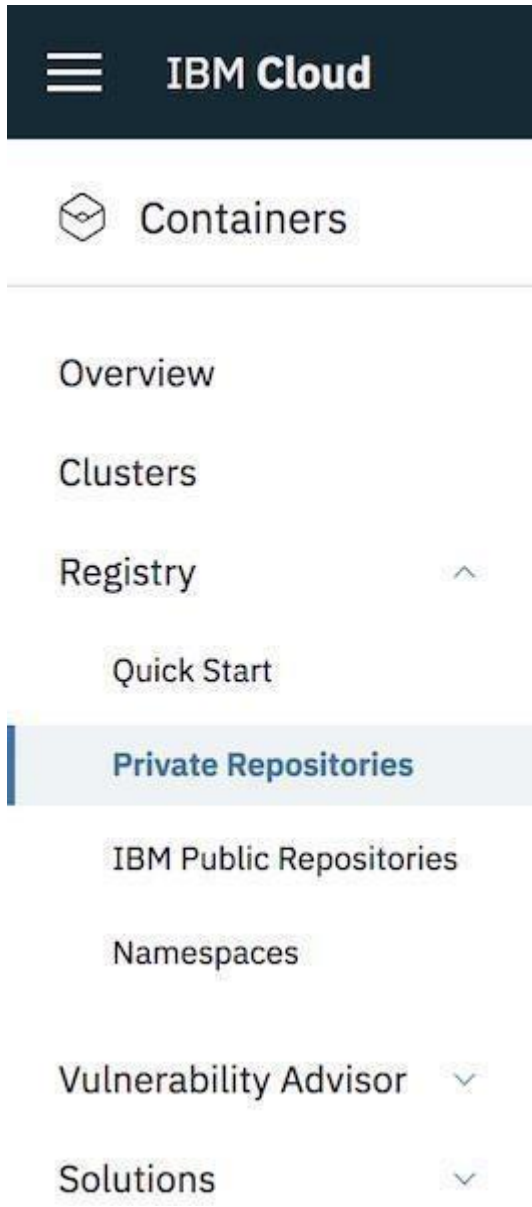 IBM Cloud
Containers
Overview
Clusters
Registry
Quick Start
Private Repositories
IBM Public Repositories
Namespaces
Vulnerability Advisor
Solutions